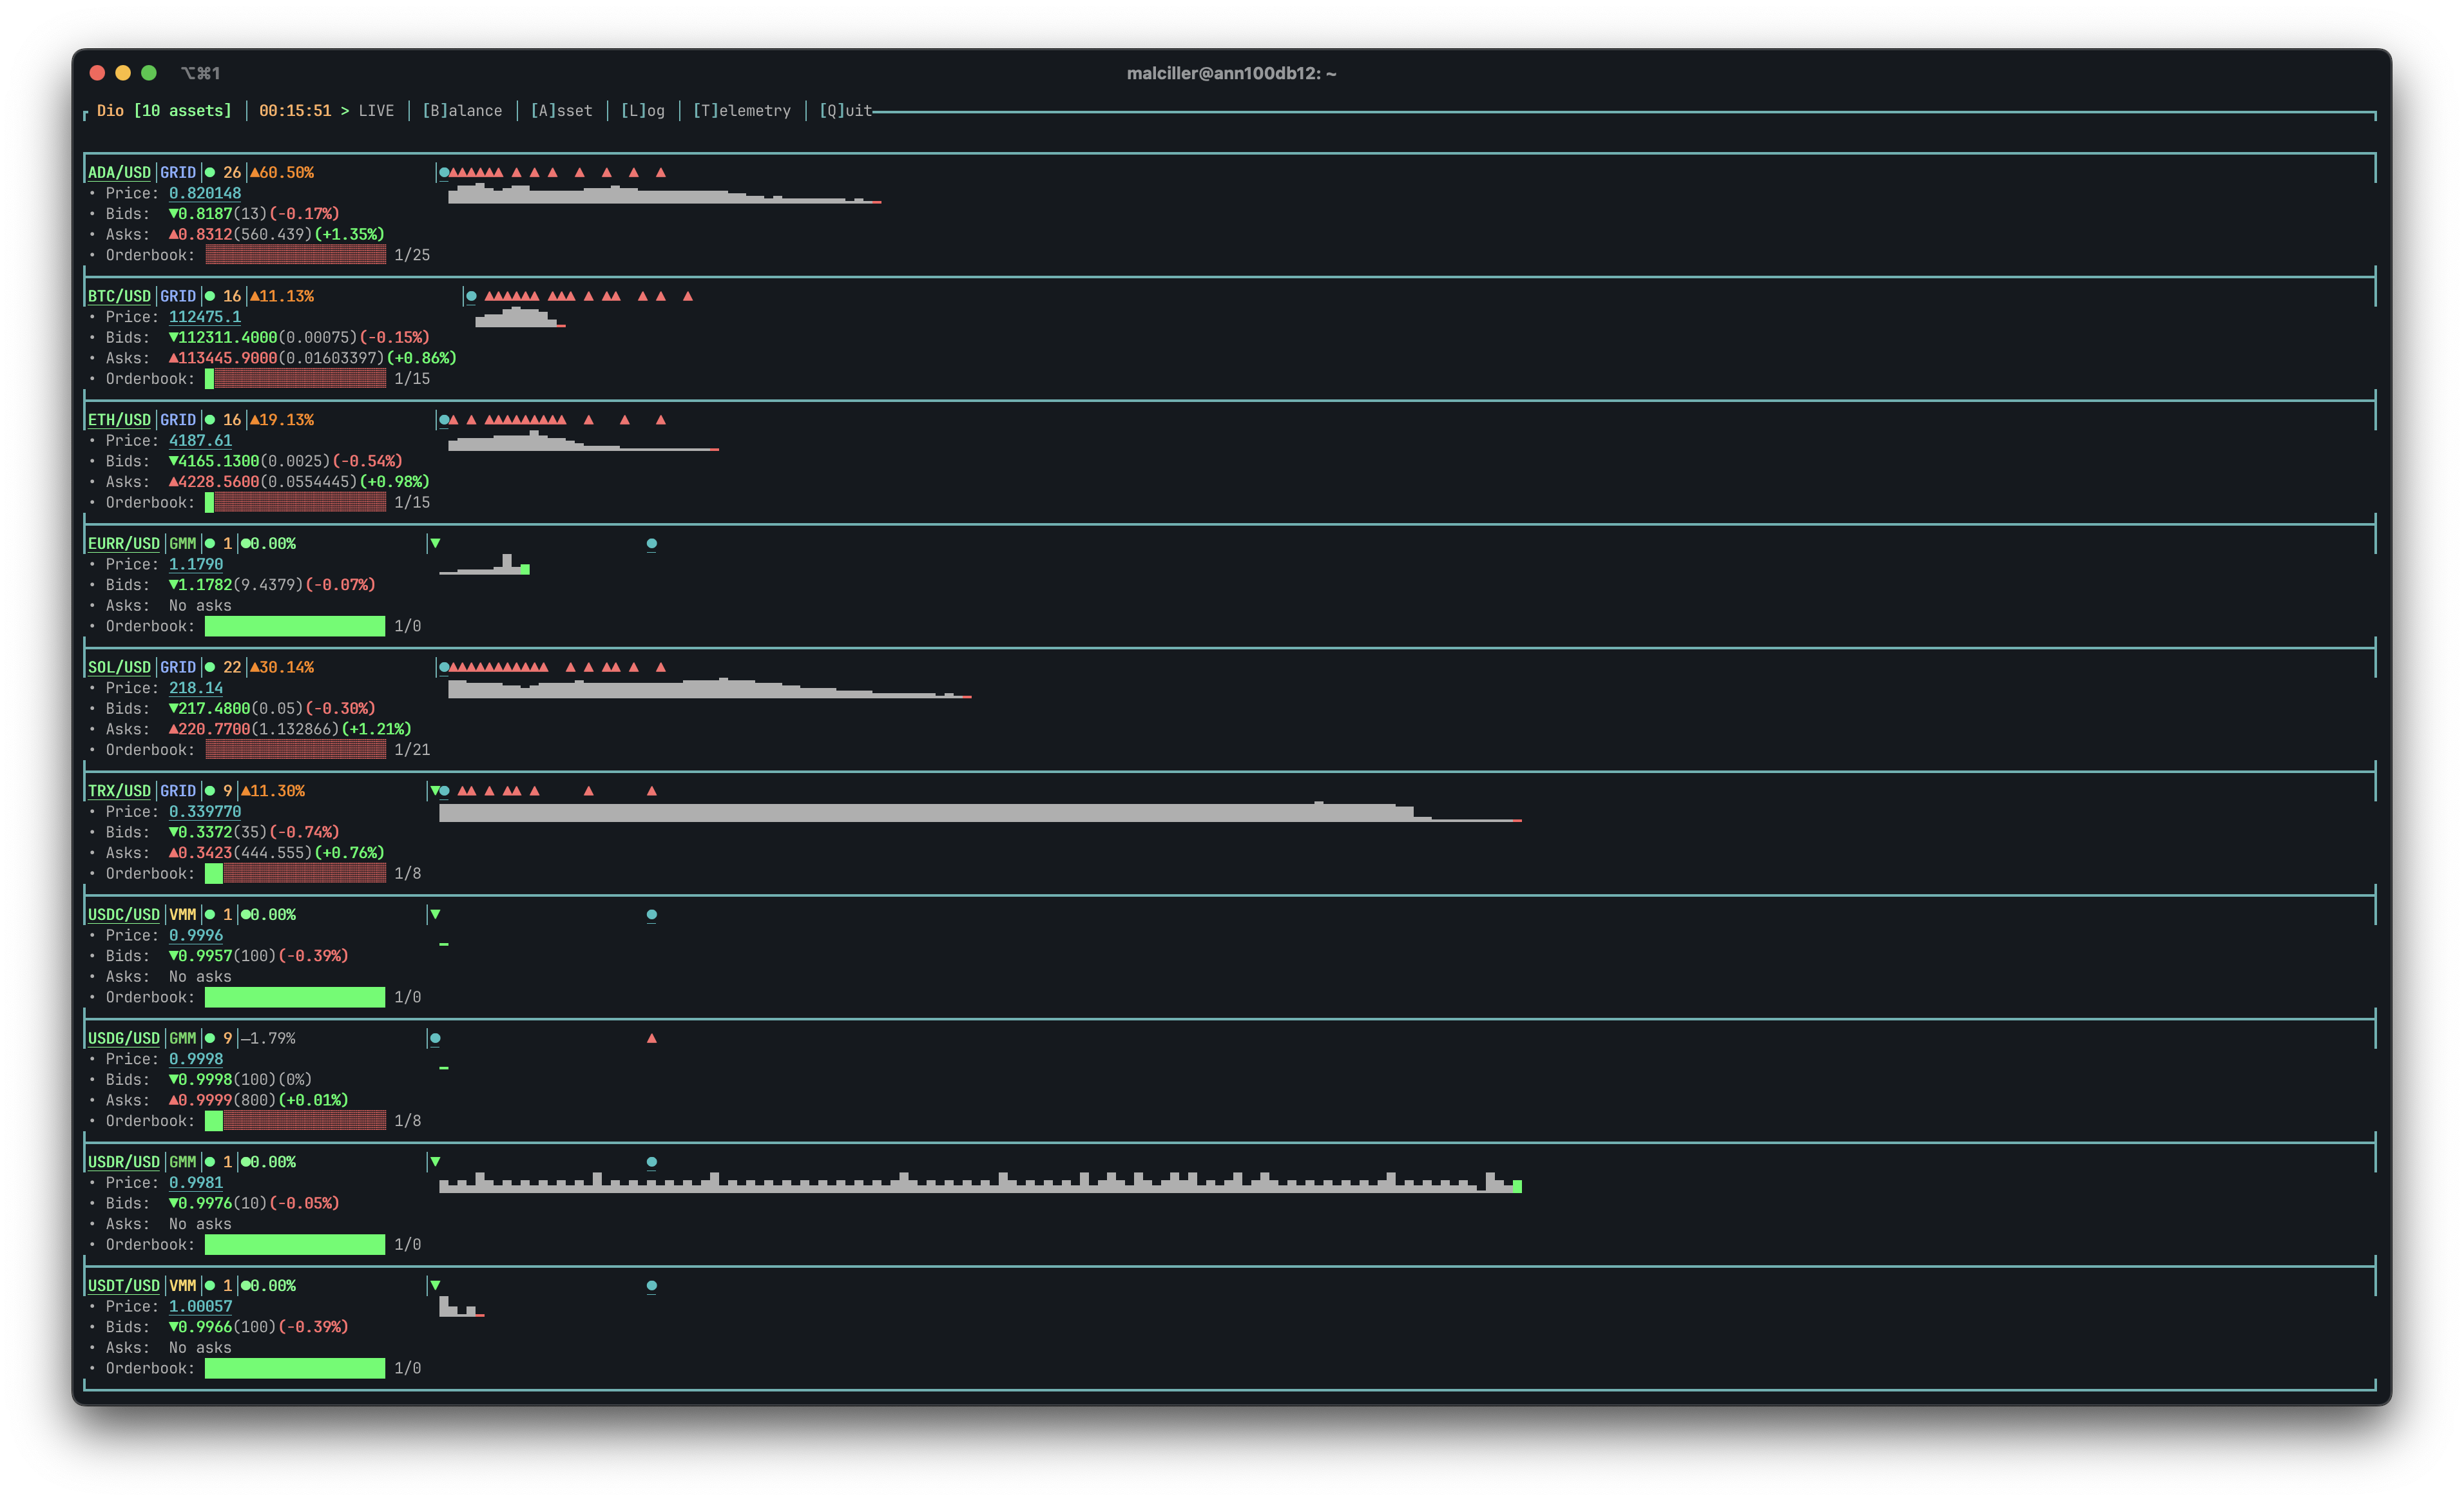 ⌥⌘1
malciller@ann100db12: ~
Dio [10 assets] │ 00:15:51 > LIVE │ [B]alance │ [A]sset │ [L]og │ [T]elemetry │ [Q]uit
ADA/USD│GRID│● 26│▲60.50%
• Price: 0.820148
• Bids: ▼0.8187(13)(-0.17%)
• Asks: ▲0.8312(560.439)(+1.35%)
• Orderbook: 1/25
BTC/USD│GRID│● 16│▲11.13%
• Price: 112475.1
• Bids: ▼112311.4000(0.00075)(-0.15%)
• Asks: ▲113445.9000(0.01603397)(+0.86%)
• Orderbook: 1/15
ETH/USD│GRID│● 16│▲19.13%
• Price: 4187.61
• Bids: ▼4165.1300(0.0025)(-0.54%)
• Asks: ▲4228.5600(0.0554445)(+0.98%)
• Orderbook: 1/15
EURR/USD│GMM│● 1│●0.00%
• Price: 1.1790
• Bids: ▼1.1782(9.4379)(-0.07%)
• Asks: No asks
• Orderbook: 1/0
SOL/USD│GRID│● 22│▲30.14%
• Price: 218.14
• Bids: ▼217.4800(0.05)(-0.30%)
• Asks: ▲220.7700(1.132866)(+1.21%)
• Orderbook: 1/21
TRX/USD│GRID│● 9│▲11.30%
• Price: 0.339770
• Bids: ▼0.3372(35)(-0.74%)
• Asks: ▲0.3423(444.555)(+0.76%)
• Orderbook: 1/8
USDC/USD│VMM│● 1│●0.00%
• Price: 0.9996
• Bids: ▼0.9957(100)(-0.39%)
• Asks: No asks
• Orderbook: 1/0
USDG/USD│GMM│● 9│─1.79%
• Price: 0.9998
• Bids: ▼0.9998(100)(0%)
• Asks: ▲0.9999(800)(+0.01%)
• Orderbook: 1/8
USDR/USD│GMM│● 1│●0.00%
• Price: 0.9981
• Bids: ▼0.9976(10)(-0.05%)
• Asks: No asks
• Orderbook: 1/0
USDT/USD│VMM│● 1│●0.00%
• Price: 1.00057
• Bids: ▼0.9966(100)(-0.39%)
• Asks: No asks
• Orderbook: 1/0